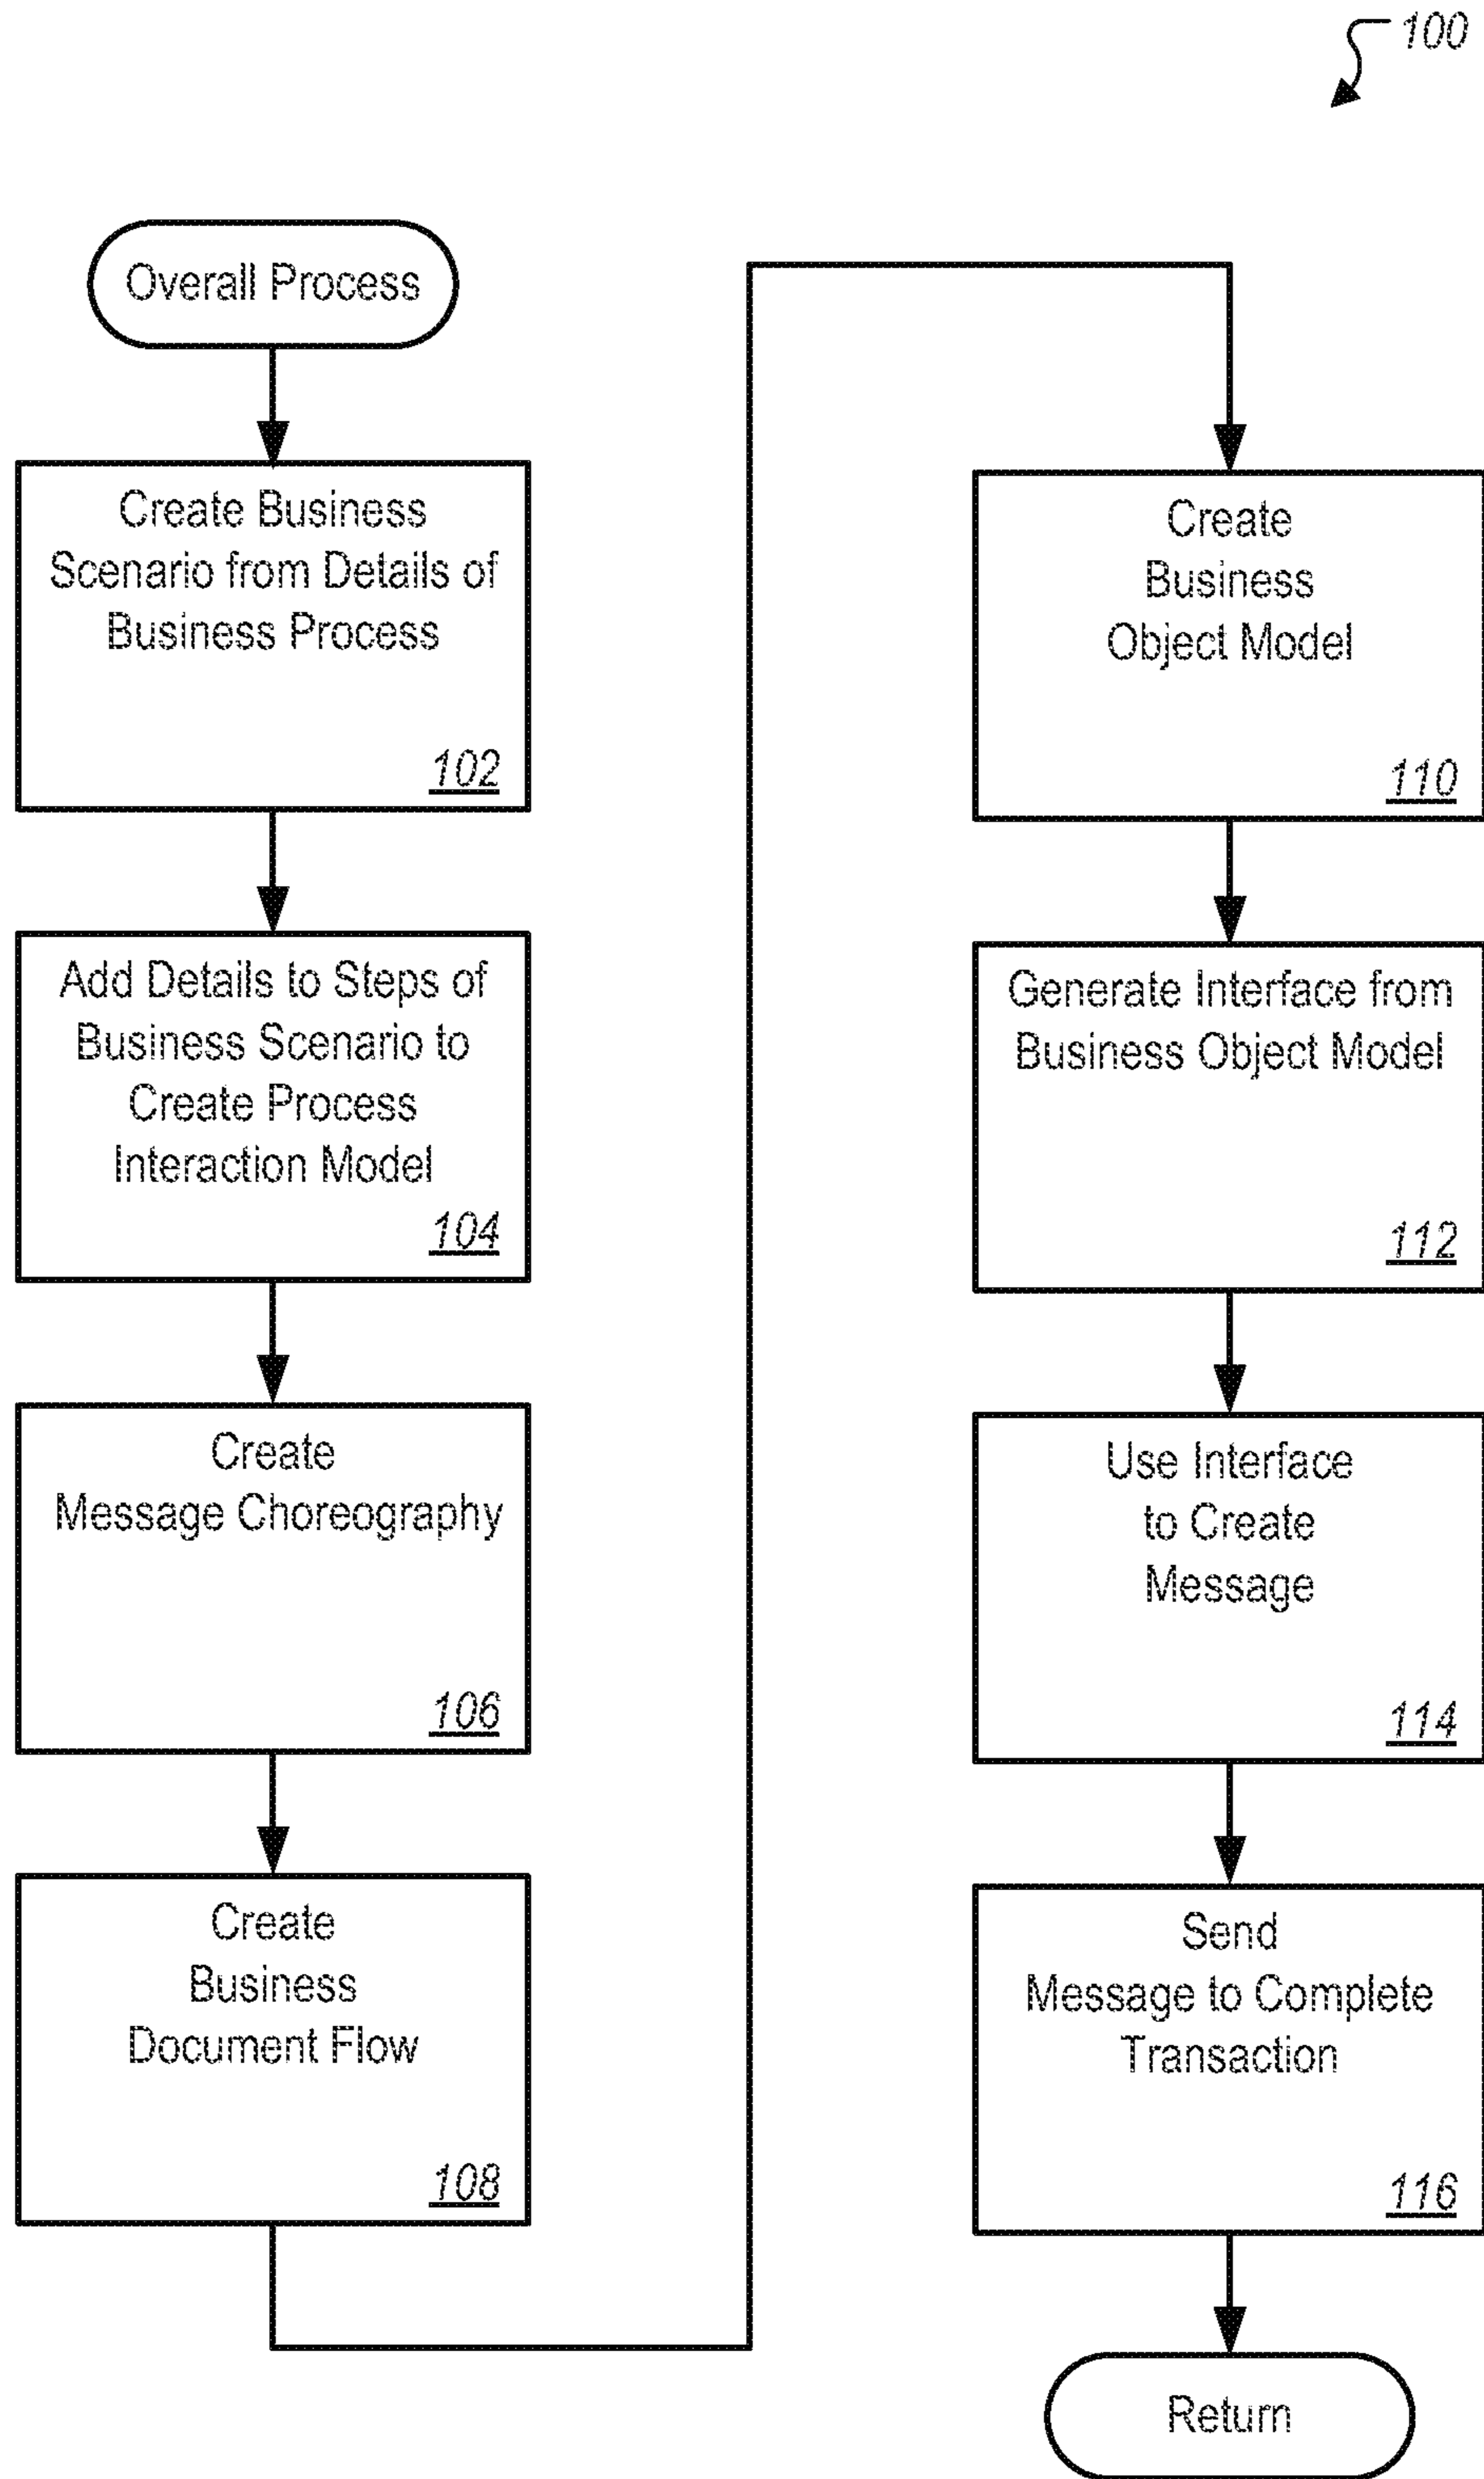 100
Overall Process
Create Business
Scenario from Details of
Business Process
102
Add Details to Steps of
Business Scenario to
Create Process
Interaction Model
104
Create
Message Choreography
106
Create
Business
Document Flow
108
Create
Business
Object Model
110
Generate Interface from
Business Object Model
112
Use Interface
to Create
Message
114
Send
Message to Complete
Transaction
116
Return